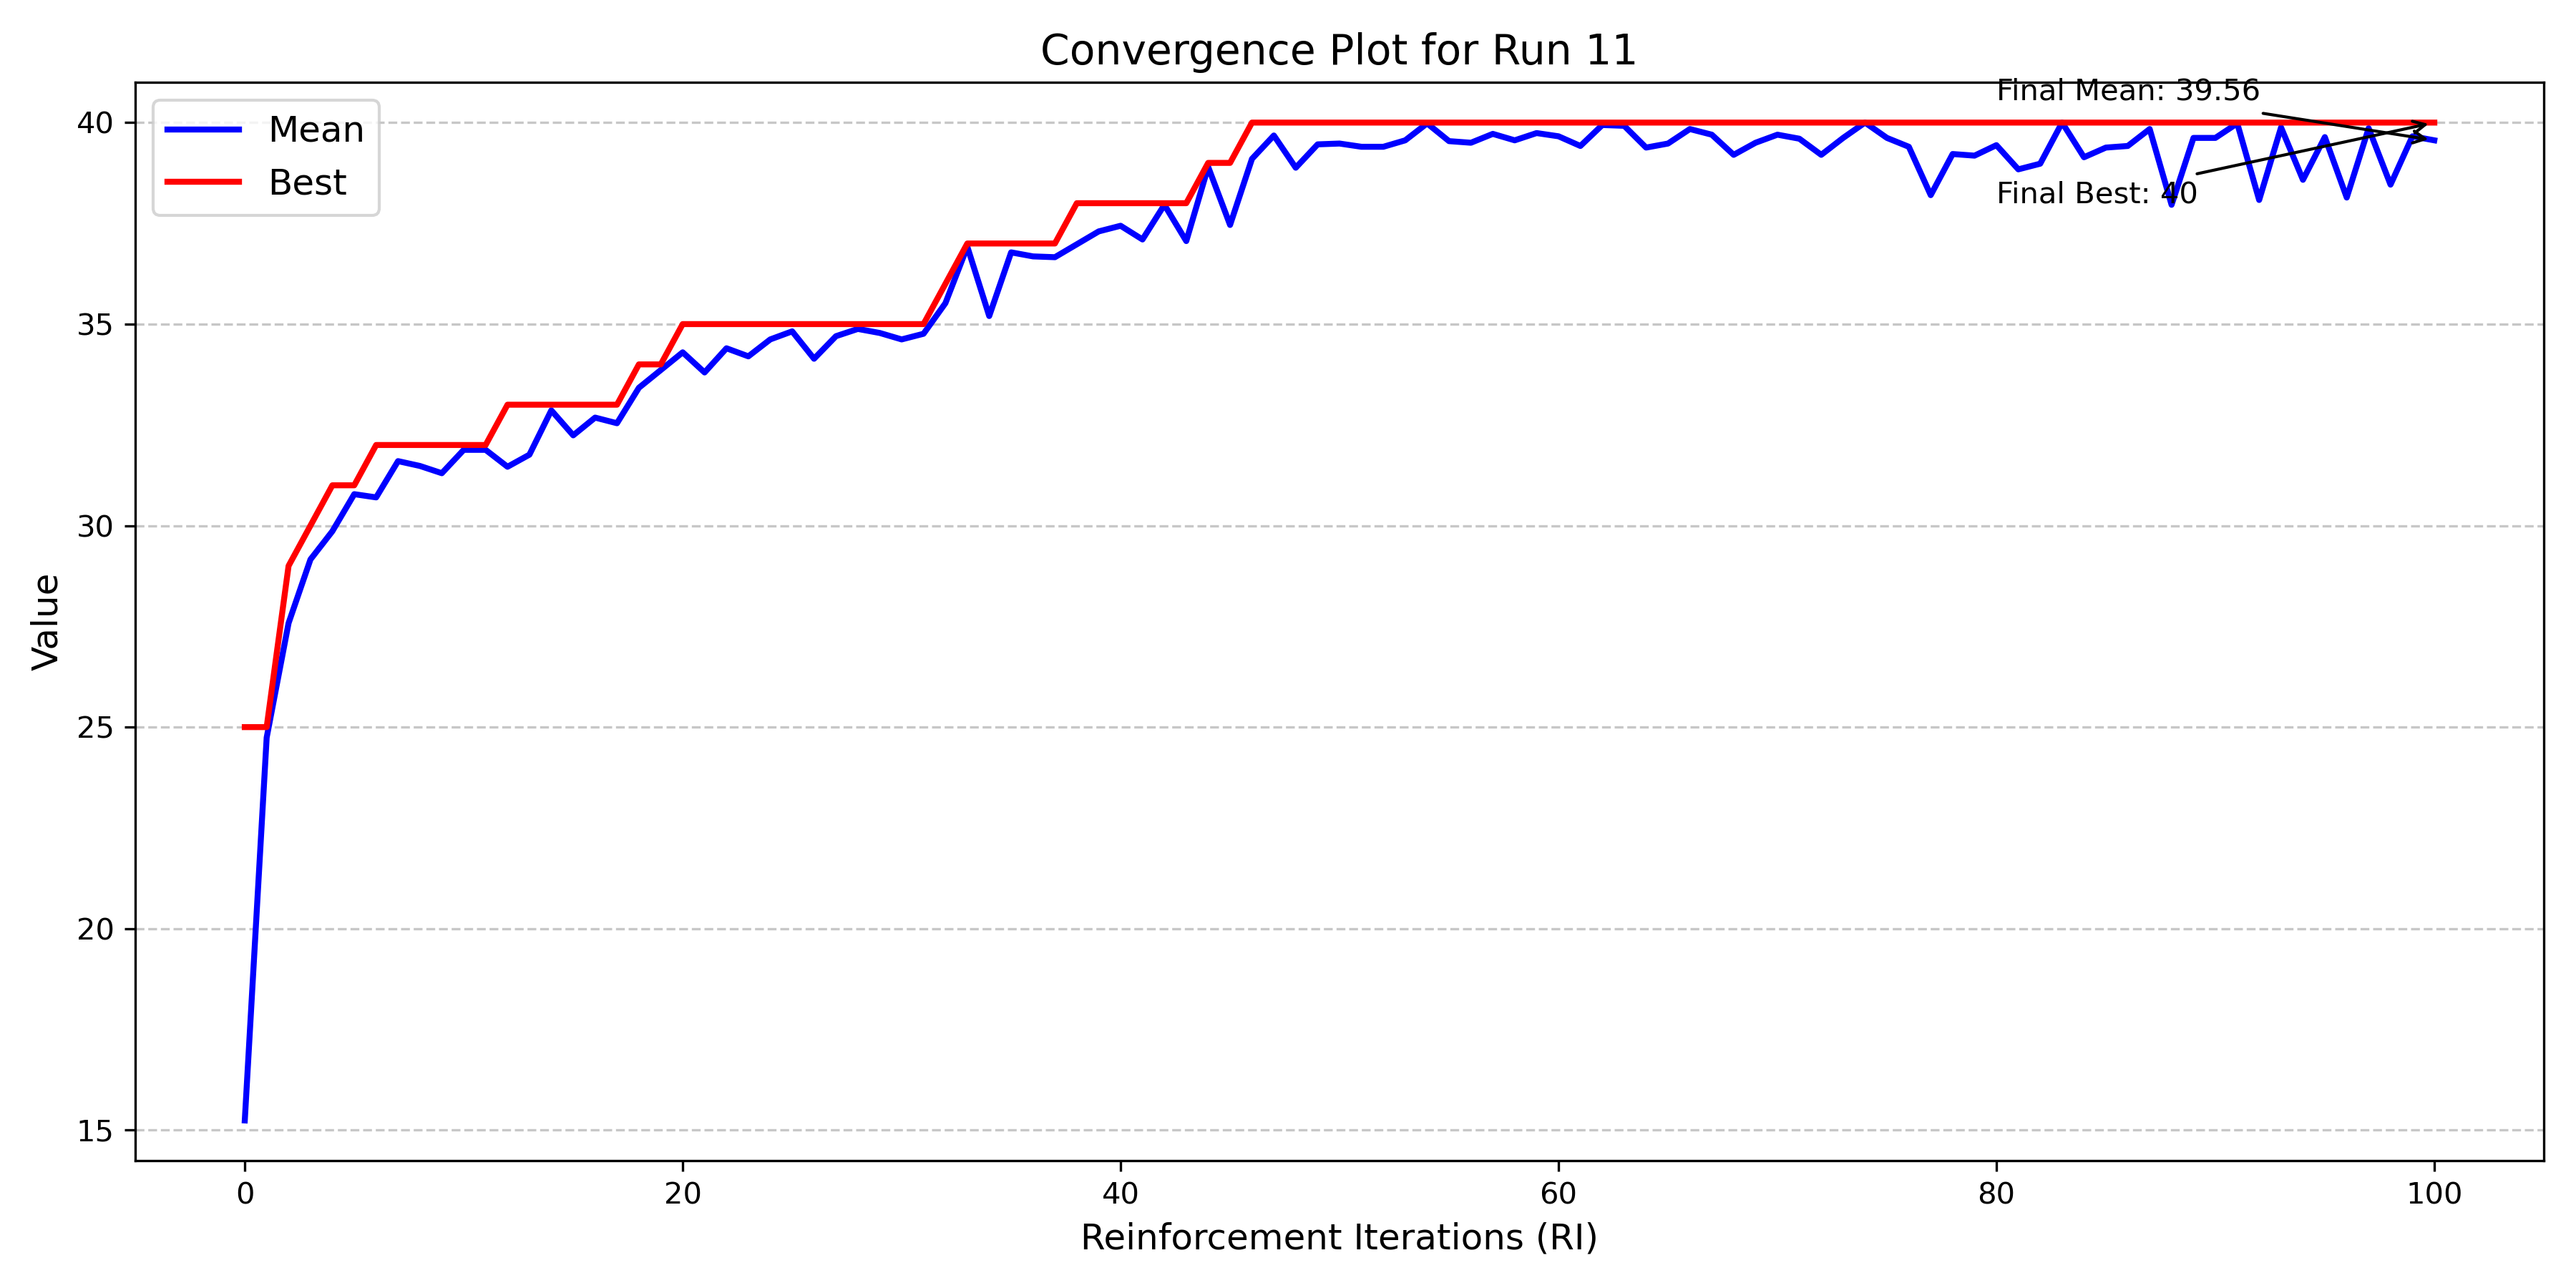 Convergence Plot for Run 11
Final Mean: 39.56
Final Best: 40
Mean
Best
Value
40
35
30
25
20
15
0
20
40
60
80
100
Reinforcement Iterations (RI)